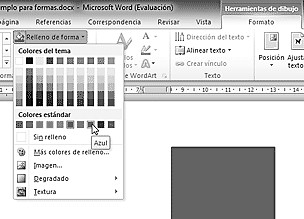 mplo para formas.docx - Microsoft Word (Evaluación)
Herramientas de dibujo
Página
Referencias
Correspondencia
Revisar
Vista
Formato
Relleno de forma
Colores del tema
Colores estándar
Sin relleno
Más colores de relleno...
Imagen...
Degradado
Textura
Azul
Dirección del texto
Alinear texto
Crear vínculo
WordArt
Texto
Posición
Ajus